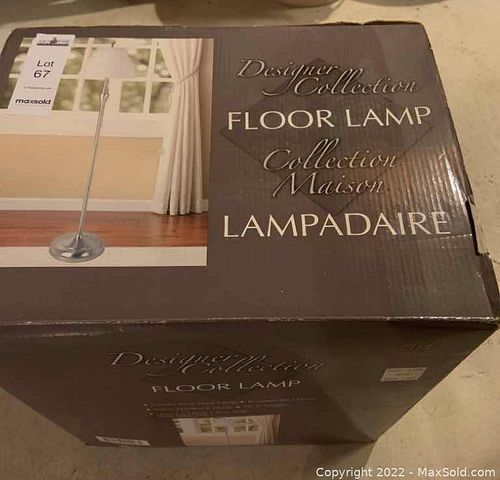 Lot
67
maxsold
Designer
Collection
FLOOR LAMP
Collection
Maison
LAMPADAIRE
Designer
Collection
FLOOR LAMP
Copyright 2022 - MaxSold.com